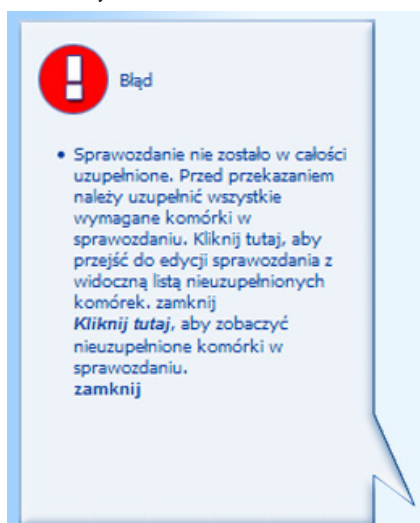 Błąd
• Sprawozdanie nie zostało w całości
uzupełnione. Przed przekazaniem
należy uzupełnić wszystkie
wymagane komórki w
sprawozdaniu. Kliknij tutaj, aby
przejść do edycji sprawozdania z
widoczną listą nieuzupełnionych
komórek. zamknij
Kliknij tutaj, aby zobaczyć
nieuzupełnione komórki w
sprawozdaniu.
zamknij